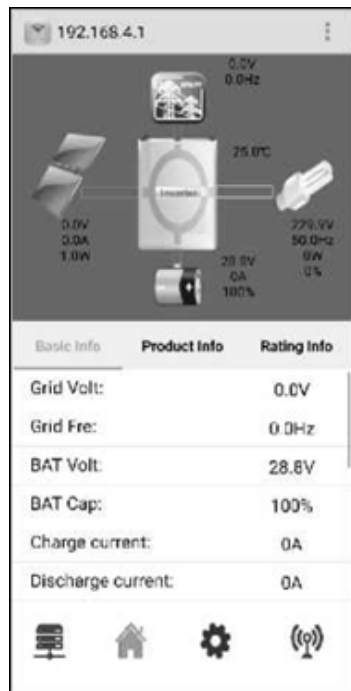 192.168.4.1
0.0V
0.0Hz
25.0℃
Inverter
0.0V
0.0A
1.0W
229.9V
50.0Hz
0W
0%
28.8V
0A
100%
Basic Info Product Info Rating Info
Grid Volt: 0.0V
Grid Fre: 0.0Hz
BAT Volt: 28.8V
BAT Cap: 100%
Charge current: 0A
Discharge current: 0A